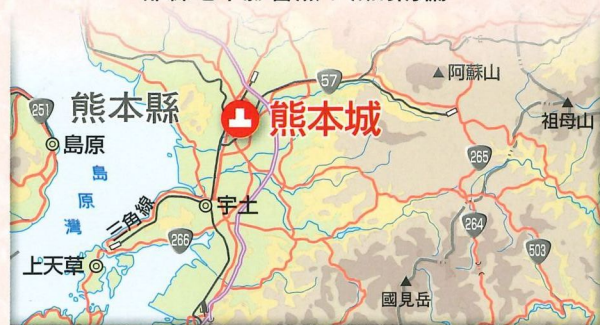 57
阿蘇山
251
熊本縣
熊本城
祖母山
島原
265
島原灣
三角線
宇土
266
264
503
上天草
國見岳